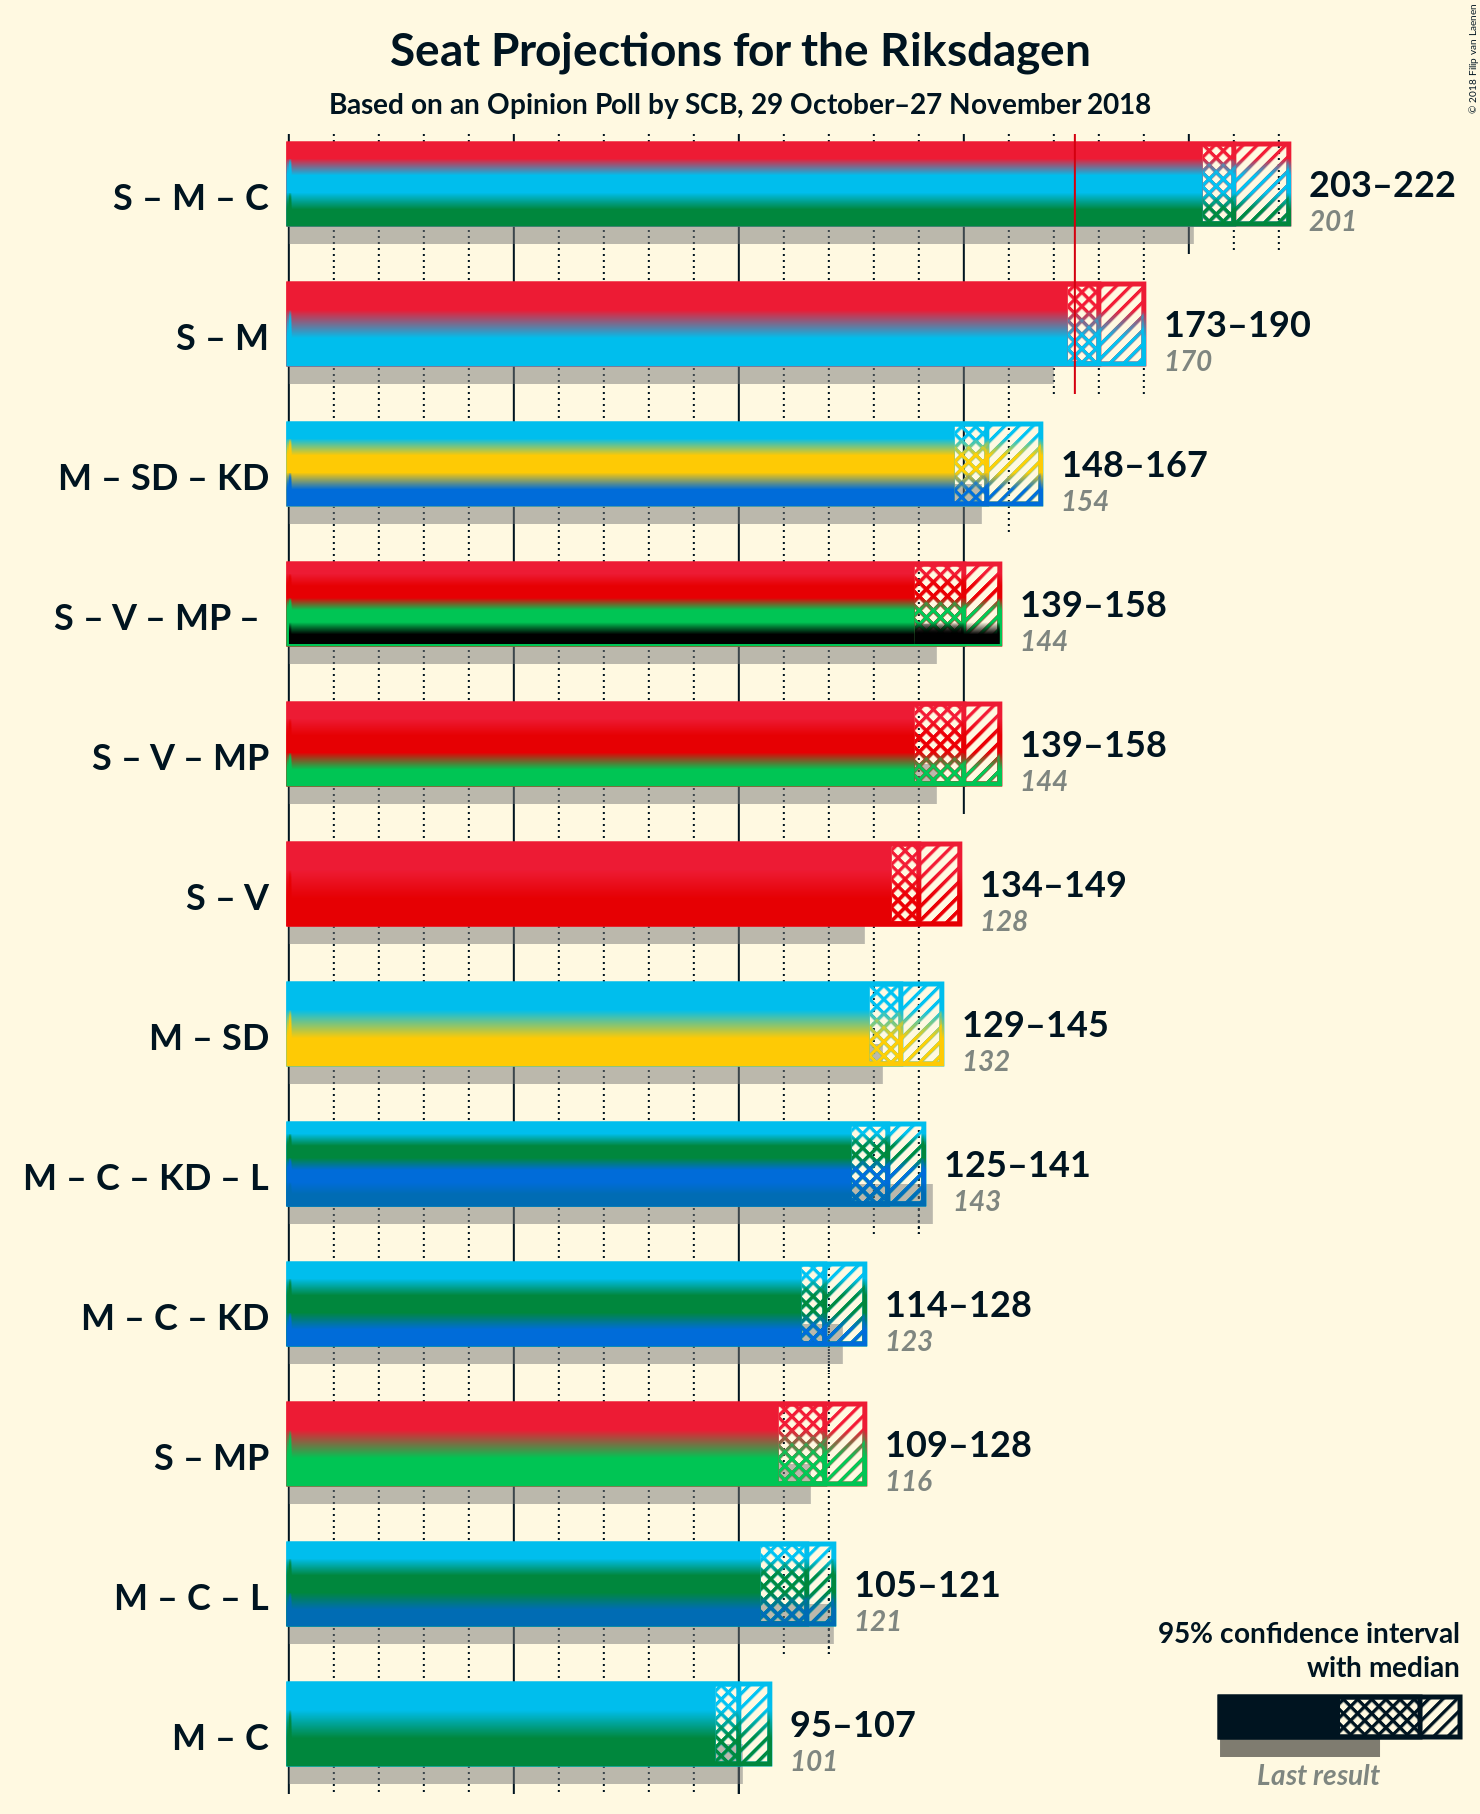 Seat Projections for the Riksdagen
Based on an Opinion Poll by SCB, 29 October–27 November 2018
© 2018 Filip van Laenen
S – M – C
203–222
201
S – M
173–190
170
M – SD – KD
148–167
154
S – V – MP –
139–158
144
S – V – MP
139–158
144
S – V
134–149
128
M – SD
129–145
132
M – C – KD – L
125–141
143
M – C – KD
114–128
123
S – MP
109–128
116
M – C – L
105–121
121
M – C
95–107
101
95% confidence interval
with median
Last result